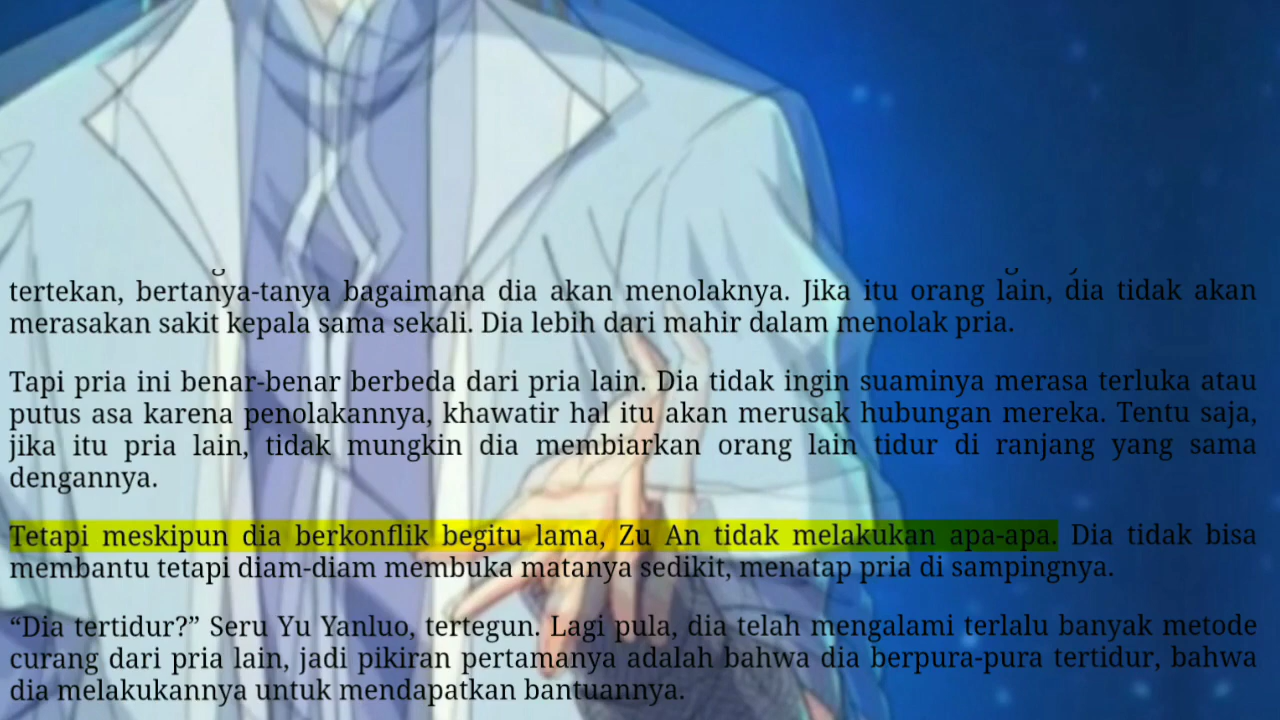 tertekan, bertanya-tanya bagaimana dia akan menolaknya. Jika itu orang lain, dia tidak akan
merasakan sakit kepala sama sekali. Dia lebih dari mahir dalam menolak pria.
Tapi pria ini benar-benar berbeda dari pria lain. Dia tidak ingin suaminya merasa terluka atau
putus asa karena penolakannya, khawatir hal itu akan merusak hubungan mereka. Tentu saja,
jika itu pria lain, tidak mungkin dia membiarkan orang lain tidur di ranjang yang sama
dengannya.
Tetapi meskipun dia berkonflik begitu lama, Zu An tidak melakukan apa-apa. Dia tidak bisa
membantu tetapi diam-diam membuka matanya sedikit, menatap pria di sampingnya.
“Dia tertidur?” Seru Yu Yanluo, tertegun. Lagi pula, dia telah mengalami terlalu banyak metode
curang dari pria lain, jadi pikiran pertamanya adalah bahwa dia berpura-pura tertidur, bahwa
dia melakukannya untuk mendapatkan bantuannya.